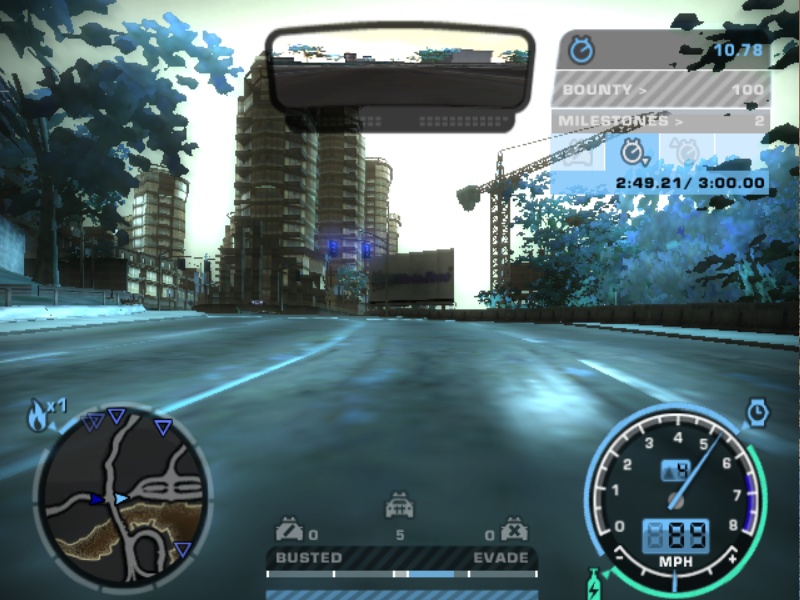 10.78
BOUNTY > 100
MILESTONES > 2
2:49.21/ 3:00.00
x1
0 1 2 3 4 5 6 7 8
4
89
MPH
0 5 0
BUSTED EVADE